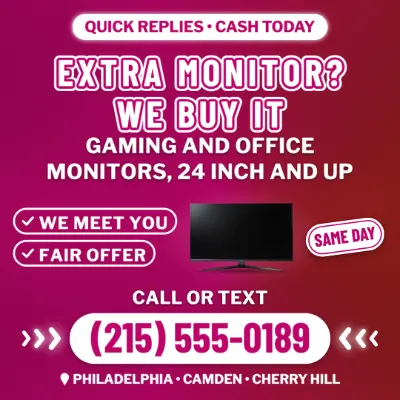 QUICK REPLIES • CASH TODAY
EXTRA MONITOR?
WE BUY IT
GAMING AND OFFICE
MONITORS, 24 INCH AND UP
WE MEET YOU
FAIR OFFER
SAME DAY
CALL OR TEXT
(215) 555-0189
PHILADELPHIA • CAMDEN • CHERRY HILL